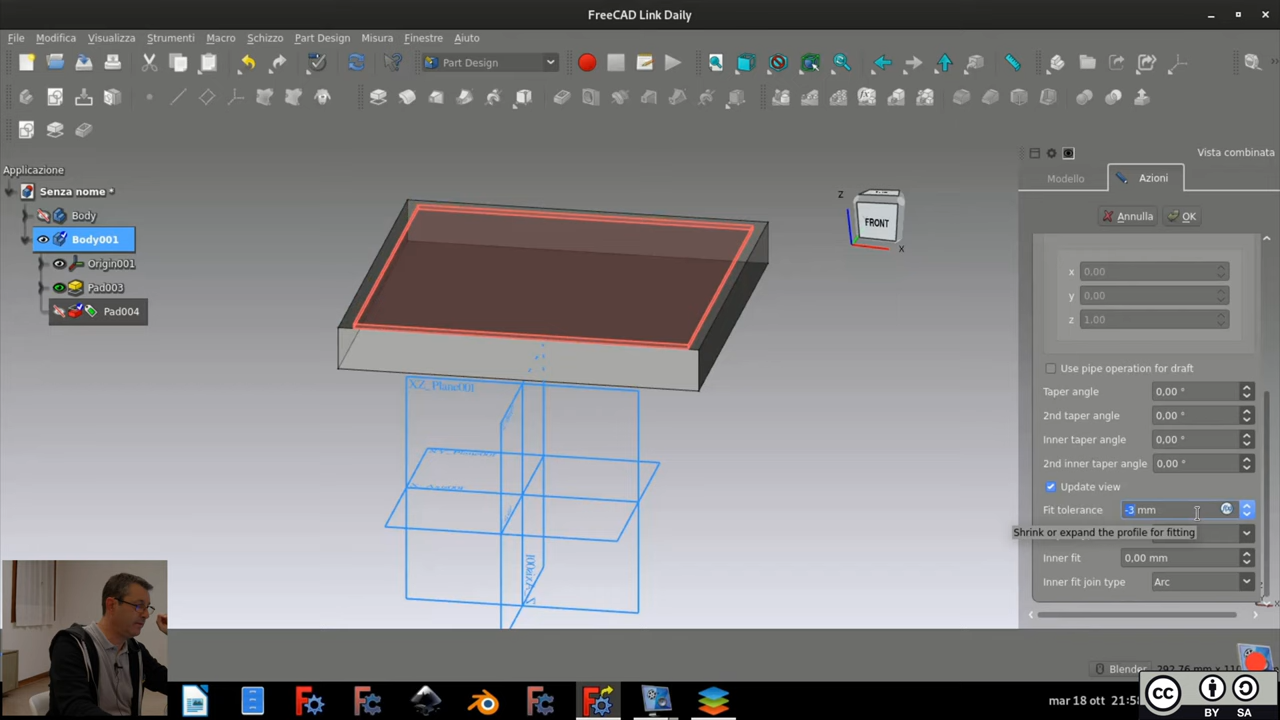 FreeCAD Link Daily
File Modifica Visualizza Strumenti Macro Schizzo Part Design Misura Finestre Aiuto
Part Design
Applicazione
Senza nome *
Body
Body001
Origin001
Pad003
Pad004
XZ_Plane001
Z
FRONT
X
Vista combinata
Modello Azioni
Annulla OK
x 0.00
y 0.00
z 1.00
Use pipe operation for draft
Taper angle 0,00 °
2nd taper angle 0,00 °
Inner taper angle 0,00 °
2nd inner taper angle 0,00 °
Update view
Fit tolerance -3 mm
Shrink or expand the profile for fitting
Inner fit 0,00 mm
Inner fit join type Arc
Blender
mar 18 ott 21:58
CC BY SA